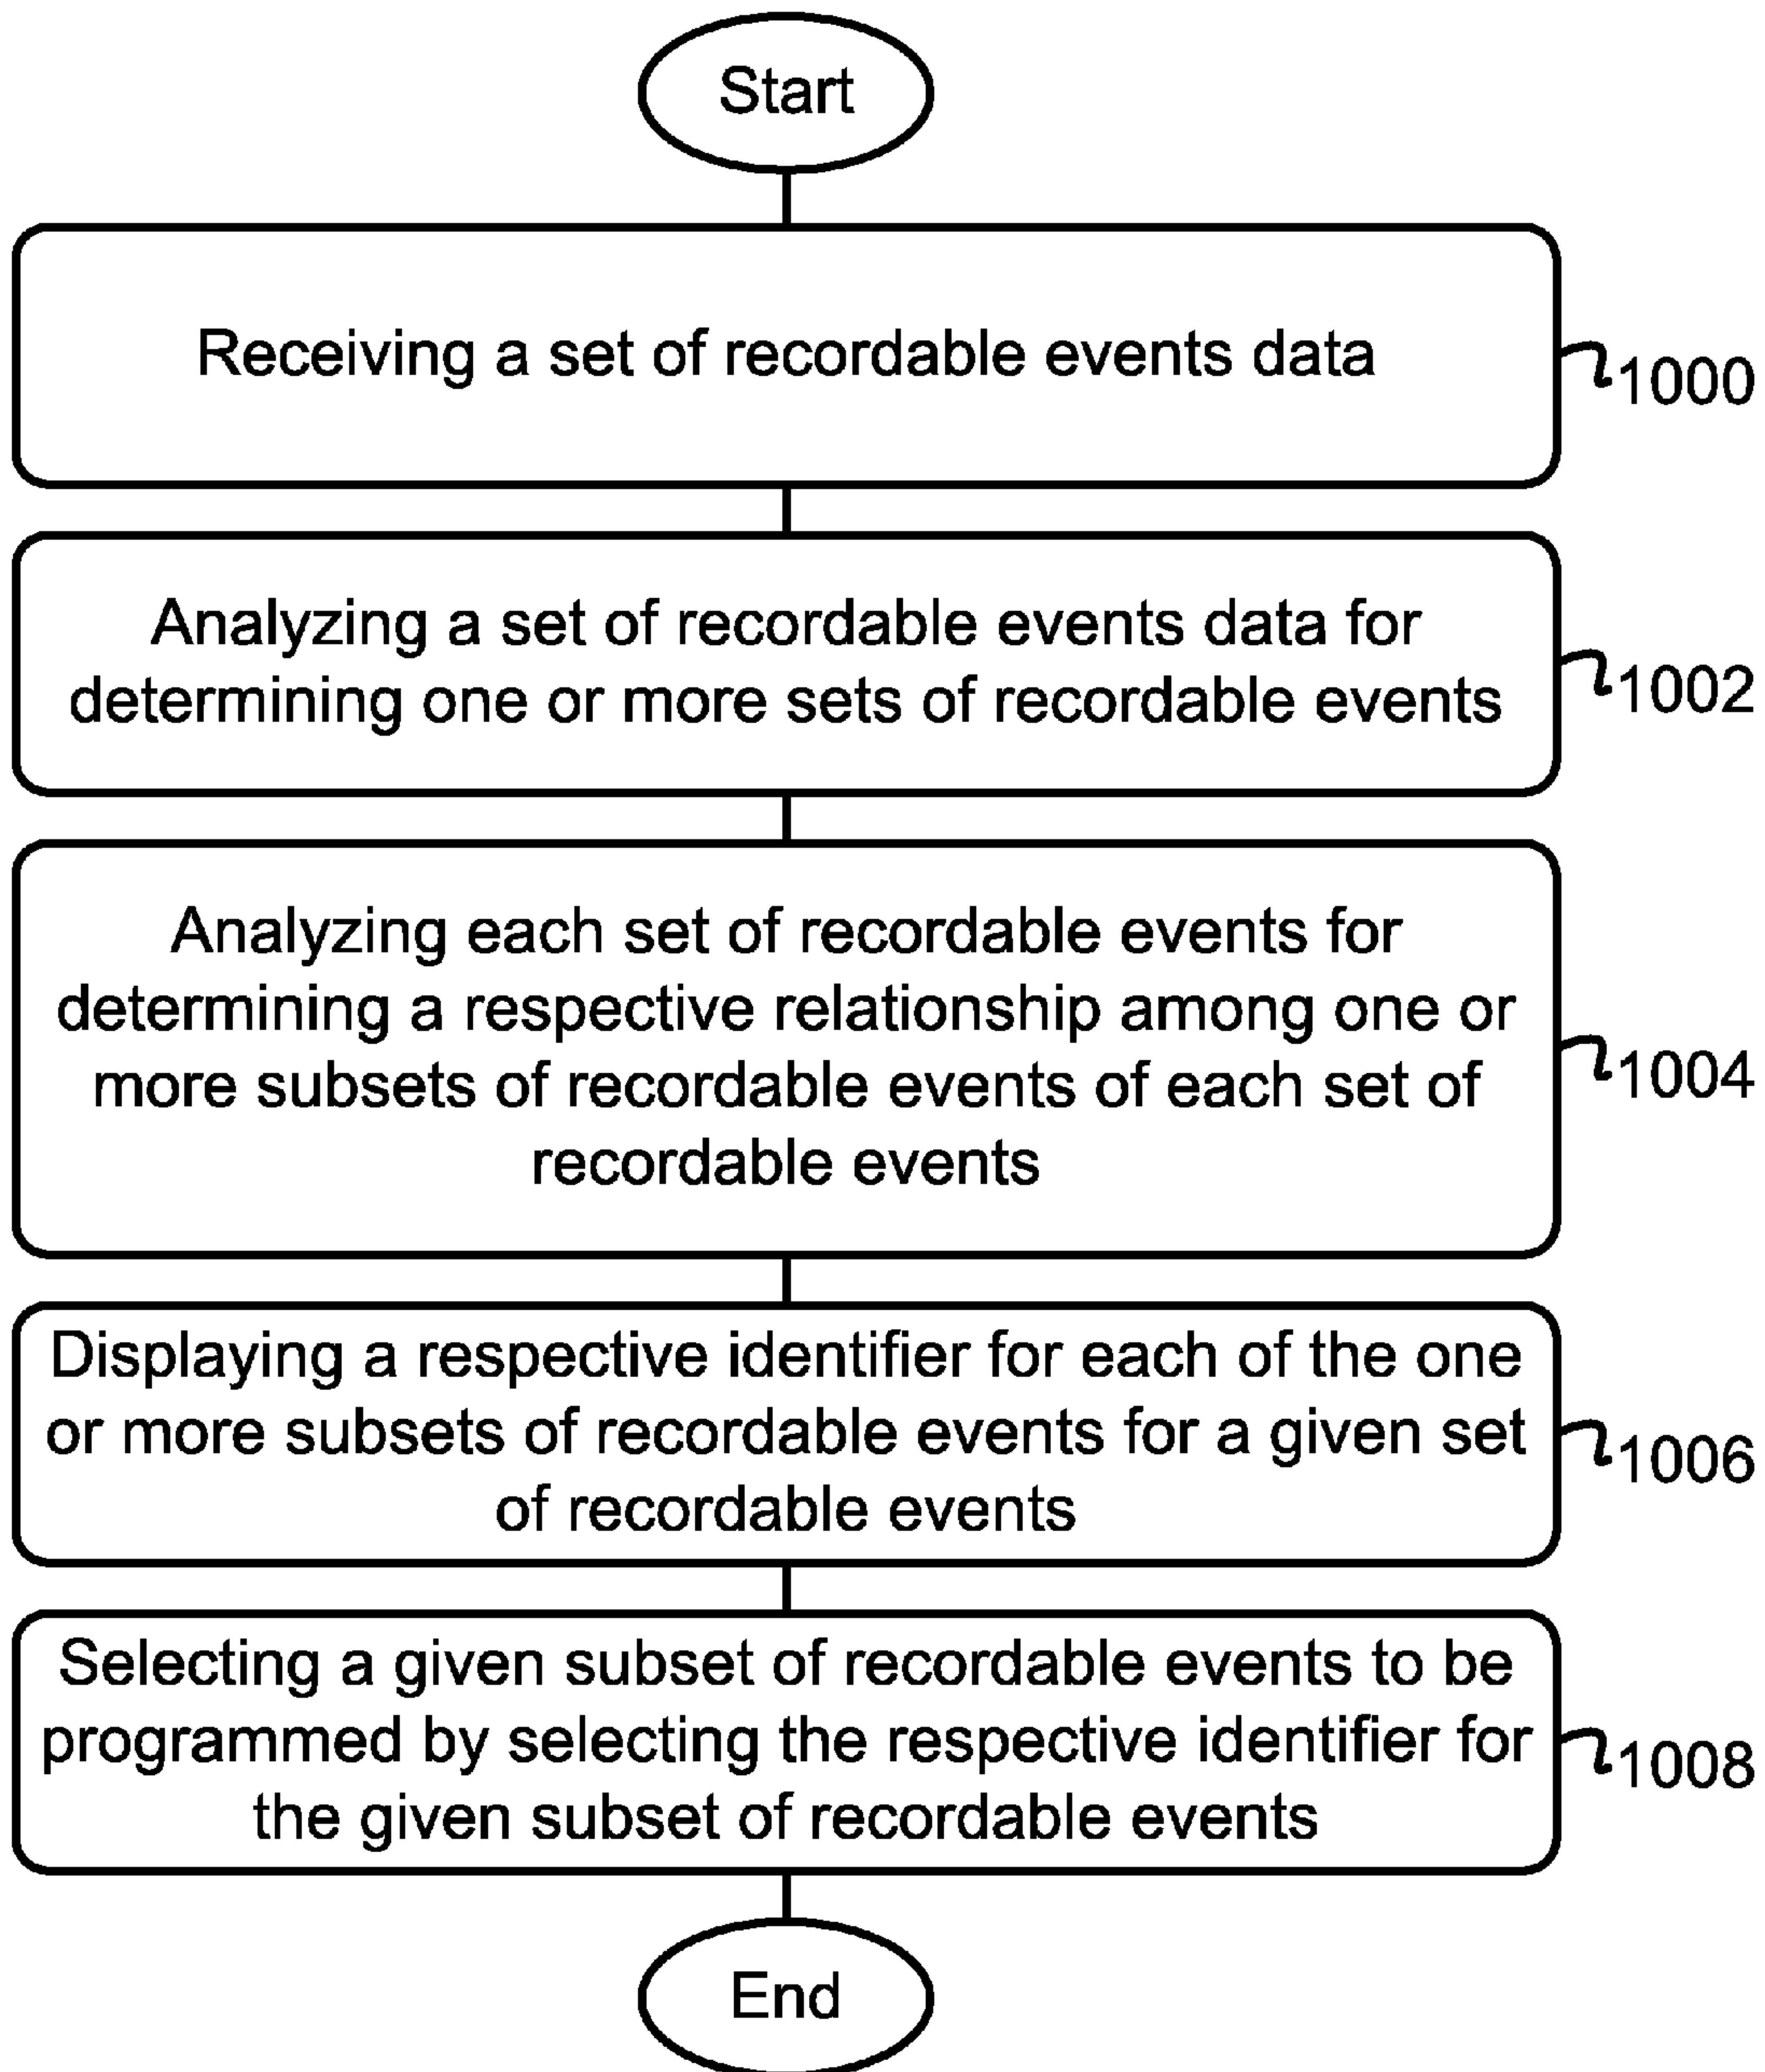 Start
Receiving a set of recordable events data
1000
Analyzing a set of recordable events data for
determining one or more sets of recordable events
1002
Analyzing each set of recordable events for
determining a respective relationship among one or
more subsets of recordable events of each set of
recordable events
1004
Displaying a respective identifier for each of the one
or more subsets of recordable events for a given set
of recordable events
1006
Selecting a given subset of recordable events to be
programmed by selecting the respective identifier for
the given subset of recordable events
1008
End